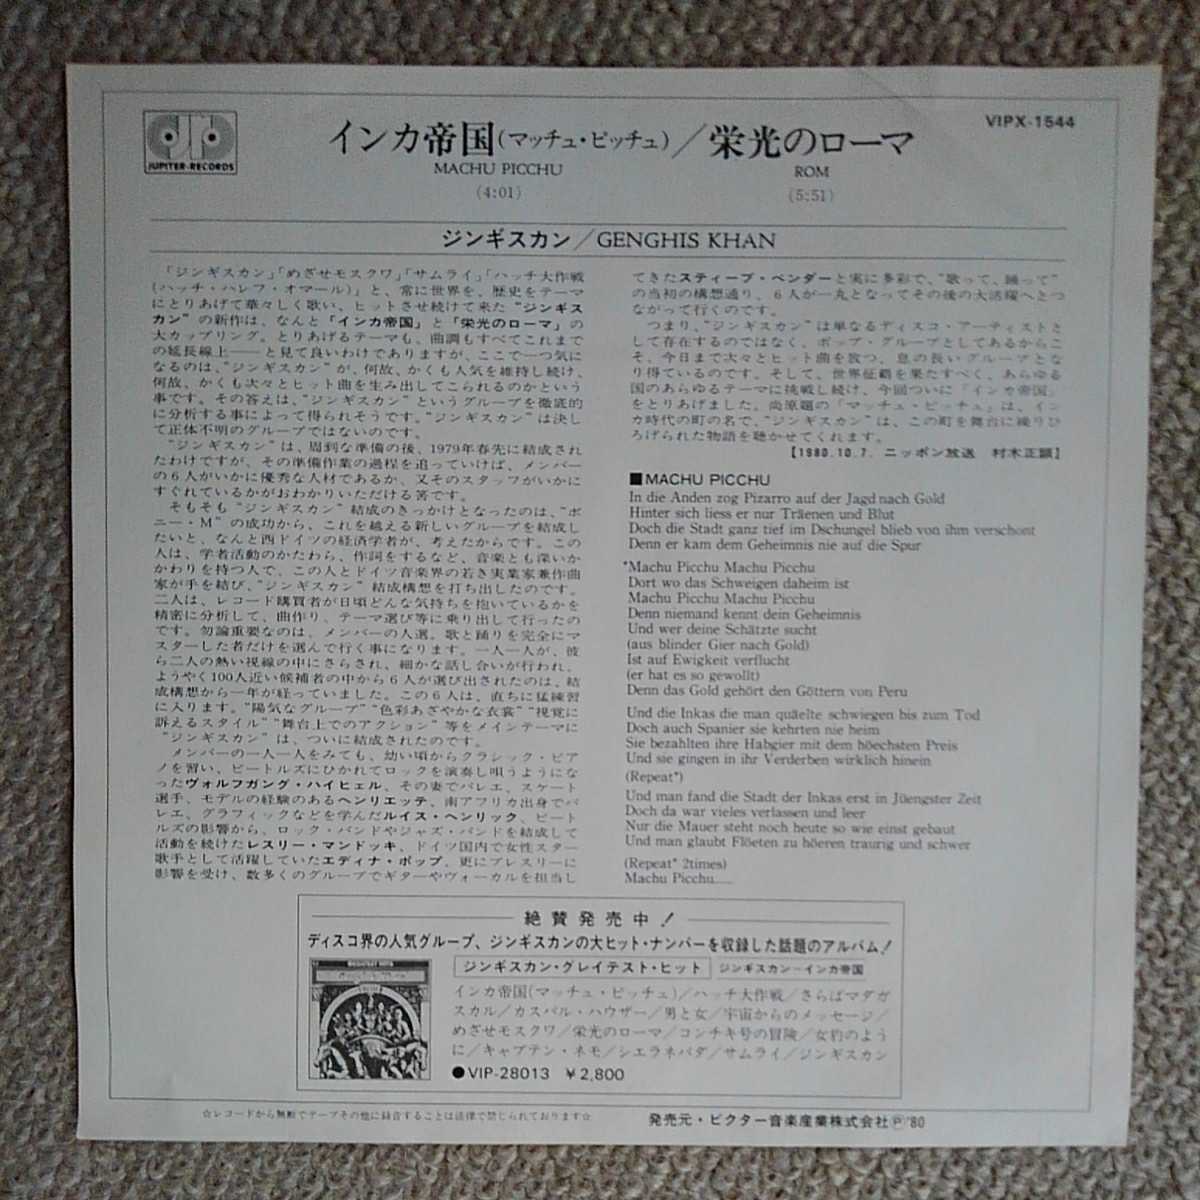 JUPITER-RECORDS
インカ帝国(マッチュ・ピッチュ)／栄光のローマ
VIPX-1544
MACHU PICCHU
ROM
(4:01)
(5:51)
ジンギスカン／GENGHIS KHAN
「ジンギスカン」「めざせモスクワ」「サムライ」「ハッチ大作戦
(ハッチ・ハレフ・オマール)」と、常に世界を、歴史をテーマ
にとりあげて華々しく歌い、ヒットさせ続けて来た“ジンギス
カン”の新作は、なんと「インカ帝国」と「栄光のローマ」の
大カップリング。とりあげるテーマも、曲調もすべてこれまで
の延長線上——と見て良いわけでありますが、ここで一つ気に
なるのは、“ジンギスカン”が、何故、かくも人気を維持し続け、
何故、かくも次々とヒット曲を生み出してこられるのかという
事です。その答えは、“ジンギスカン”というグループを徹底的
に分析する事によって得られそうです。“ジンギスカン”は決し
て正体不明のグループではないのです。
“ジンギスカン”は、周到な準備の後、1979年春先に結成され
たわけですが、その準備作業の過程を追っていけば、メンバー
の6人がいかに優秀な人材であるか、又そのスタッフがいかに
すぐれているかがおわかりいただける筈です。
そもそも“ジンギスカン”結成のきっかけとなったのは、“ボ
ニー・M”の成功から、これを越える新しいグループを結成し
たいと、なんと西ドイツの経済学者が、考えたからです。この
人は、学者活動のかたわら、作詞をするなど、音楽とも深いか
かわりを持つ人で、この人とドイツ音楽界の若き実業家兼作曲
家が手を結び、“ジンギスカン”結成構想を打ち出したのです。
二人は、レコード購買者が日頃どんな気持ちを抱いているかを
精密に分析して、曲作り、テーマ選び等に乗り出して行ったの
です。勿論重要なのは、メンバーの人選。歌と踊りを完全にマ
スターした者だけを選んで行く事になります。一人一人が、彼
ら二人の熱い視線の中にさらされ、細かな話し合いが行われ、
ようやく100人近い候補者の中から6人が選び出されたのは、結
成構想から一年が経っていました。この6人は、直ちに猛練習
に入ります。“陽気なグループ”“色彩あざやかな衣裳”“視覚に
訴えるスタイル”“舞台上でのアクション”等をメインテーマに
“ジンギスカン”は、ついに結成されたのです。
メンバーの一人一人をみても、幼い頃からクラシック・ピア
ノを習い、ビートルズにひかれてロックを演奏し唄うようにな
ったヴォルフガング・ハイヒェル、その妻でバレエ、スケート
選手、モデルの経験のあるヘンリエッテ、南アフリカ出身でバ
レエ、グラフィックなどを学んだルイス・ヘンリック、ビート
ルズの影響から、ロック・バンドやジャズ・バンドを結成して
活動を続けたレスリー・マンドッキ、ドイツ国内で女性スター
歌手として活躍していたエディナ・ポップ、更にプレスリーに
影響を受け、数多くのグループでギターやヴォーカルを担当し
てきたスティーブ・ベンダーと実に多彩で、“歌って、踊って”
の当初の構想通り、6人が一丸となってその後の大活躍へとつ
ながって行くのです。
つまり、“ジンギスカン”は単なるディスコ・アーティストと
して存在するのではなく、ポップ・グループとしてあるからこ
そ、今日まで次々とヒット曲を放つ、息の長いグループとな
り得ているのです。そして、世界征覇を果たすべく、あらゆる
国のあらゆるテーマに挑戦し続け、今回ついに「インカ帝国」
をとりあげました。尚原題の「マッチュ・ピッチュ」は、イン
カ時代の町の名で、“ジンギスカン”は、この町を舞台に繰りひ
ろげられた物語を聴かせてくれます。
【1980.10.7. ニッポン放送 村木正顕】
■MACHU PICCHU
In die Anden zog Pizarro auf der Jagd nach Gold
Hinter sich liess er nur Träenen und Blut
Doch die Stadt ganz tief im Dschungel blieb von ihm verschont
Denn er kam dem Geheimnis nie auf die Spur
*Machu Picchu Machu Picchu
Dort wo das Schweigen daheim ist
Machu Picchu Machu Picchu
Denn niemand kennt dein Geheimnis
Und wer deine Schätzte sucht
(aus blinder Gier nach Gold)
Ist auf Ewigkeit verflucht
(er hat es so gewollt)
Denn das Gold gehört den Göttern von Peru
Und die Inkas die man quäelte schwiegen bis zum Tod
Doch auch Spanier sie kehrten nie heim
Sie bezahlten ihre Habgier mit dem höechsten Preis
Und sie gingen in ihr Verderben wirklich hinein
(Repeat*)
Und man fand die Stadt der Inkas erst in Jüengster Zeit
Doch da war vieles verlassen und leer
Nur die Mauer steht noch heute so wie einst gebaut
Und man glaubt Flöeten zu höeren traurig und schwer
(Repeat* 2times)
Machu Picchu......
絶賛発売中！
ディスコ界の人気グループ、ジンギスカンの大ヒット・ナンバーを収録した話題のアルバム！
ジンギスカン・グレイテスト・ヒット ジンギスカン－インカ帝国
インカ帝国(マッチュ・ピッチュ)／ハッチ大作戦／さらばマダガ
スカル／カスパル・ハウザー／男と女／宇宙からのメッセージ／
めざせモスクワ／栄光のローマ／コンチキ号の冒険／女豹のよう
に／キャプテン・ネモ／シエラネバダ／サムライ／ジンギスカン
●VIP-28013 ￥2,800
☆レコードから無断でテープその他に録音することは法律で禁じられております☆
発売元・ビクター音楽産業株式会社Ⓟ'80